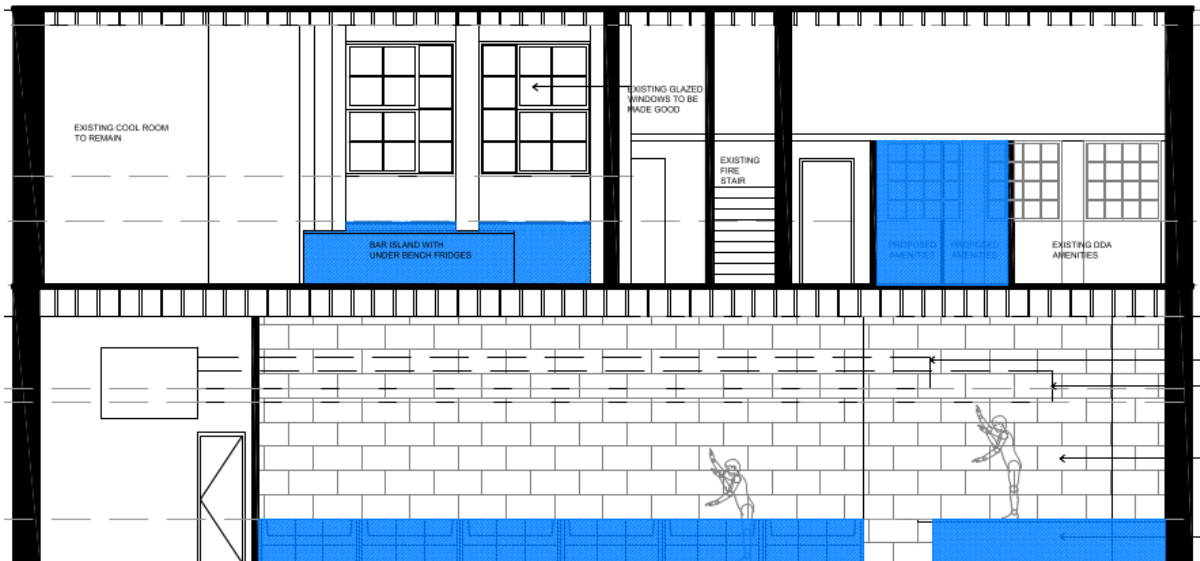 EXISTING COOL ROOM
TO REMAIN
EXISTING GLAZED
WINDOWS TO BE
MADE GOOD
EXISTING
FIRE
STAIR
BAR ISLAND WITH
UNDER BENCH FRIDGES
PROPOSED
AMENITIES
PROPOSED
AMENITIES
EXISTING DDA
AMENITIES